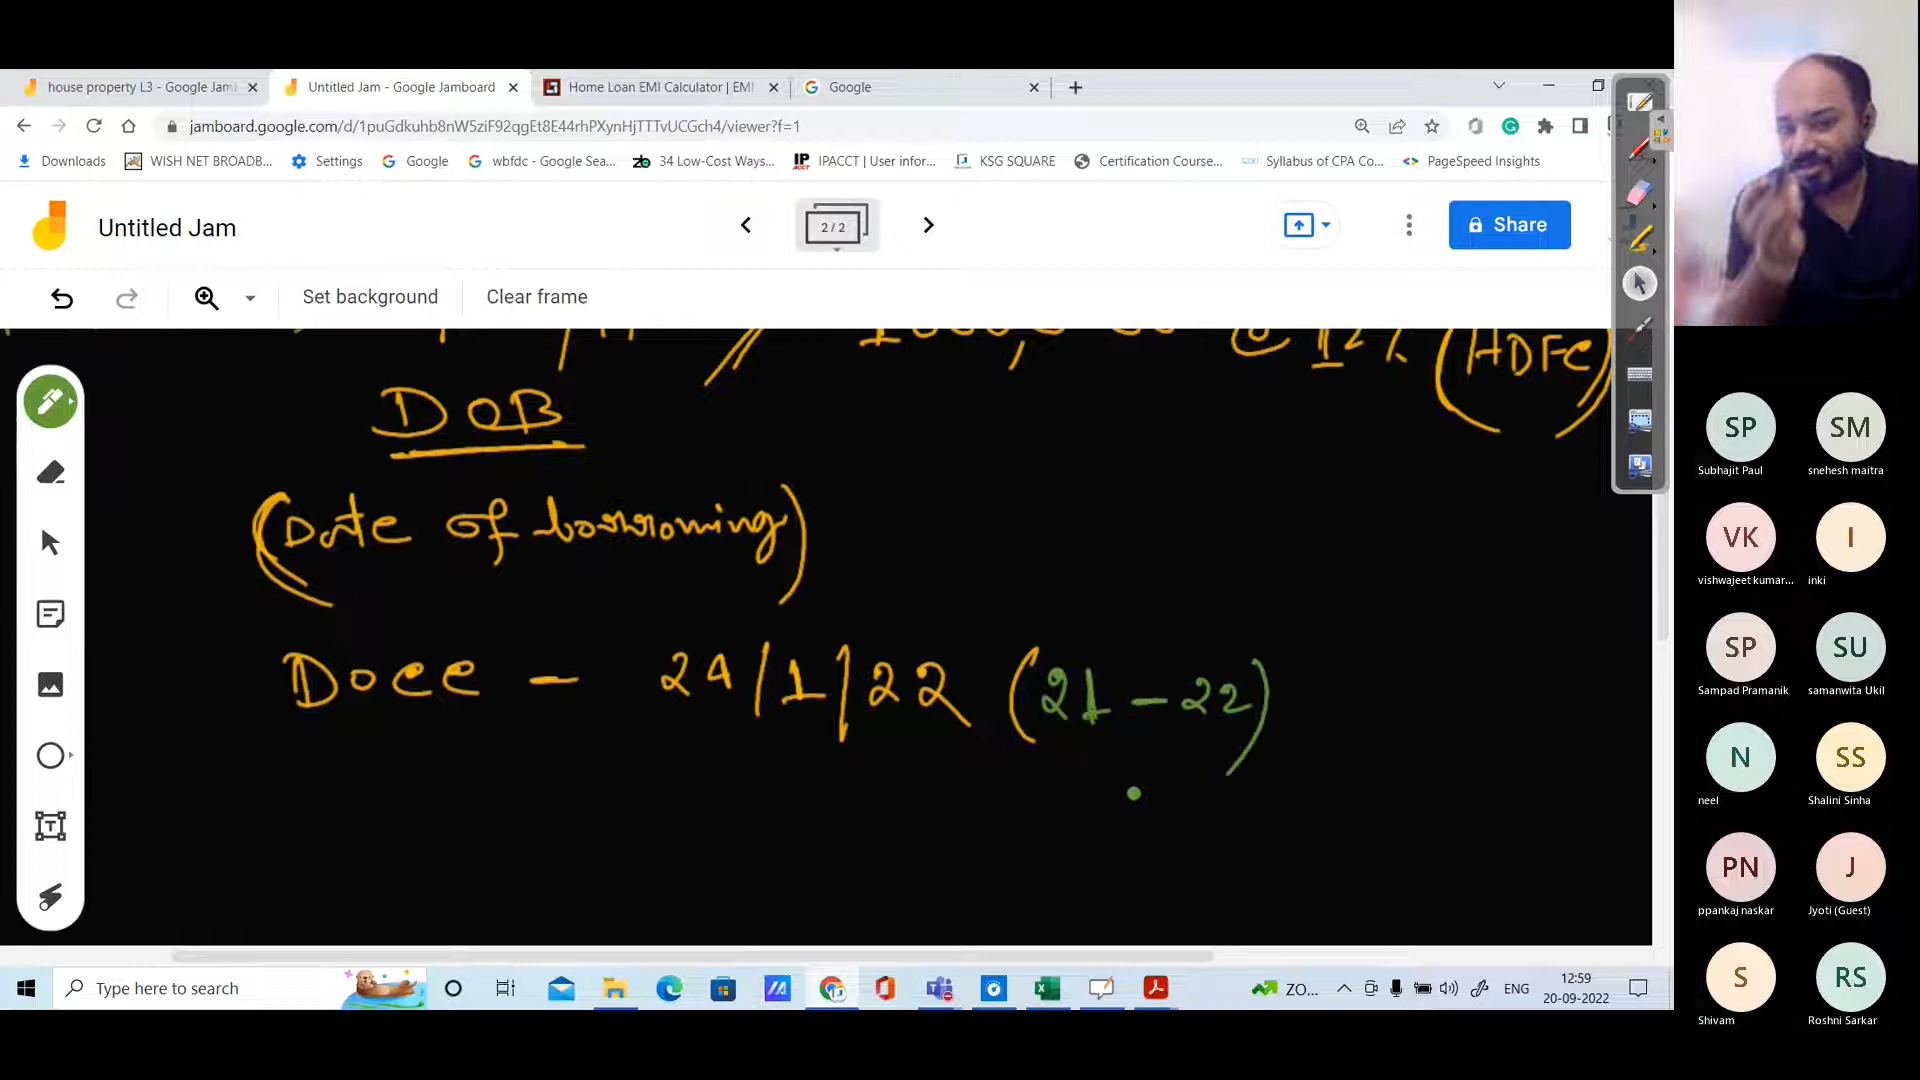 house property L3 - Google Jam
Untitled Jam - Google Jamboard
Home Loan EMI Calculator | EMI
Google
jamboard.google.com/d/1puGdkuhb8nW5ziF92qgEt8E44rhPXynHjTTTvUCGch4/viewer?f=1
Downloads
WISH NET BROADB...
Settings
Google
wbfdc - Google Sea...
34 Low-Cost Ways...
IPACCT | User infor...
KSG SQUARE
Certification Course...
Syllabus of CPA Co...
PageSpeed Insights
Untitled Jam
2 / 2
Share
Set background
Clear frame
@ 12% (HDFC)
DOB
(Date of borrowing)
DOCC - 24/1/22 (21 - 22)
SP
Subhajit Paul
SM
snehesh maitra
VK
vishwajeet kumar...
I
inki
SP
Sampad Pramanik
SU
samanwita Ukil
N
neel
SS
Shalini Sinha
PN
ppankaj naskar
J
Jyoti (Guest)
S
Shivam
RS
Roshni Sarkar
Type here to search
ZO...
ENG
12:59
20-09-2022